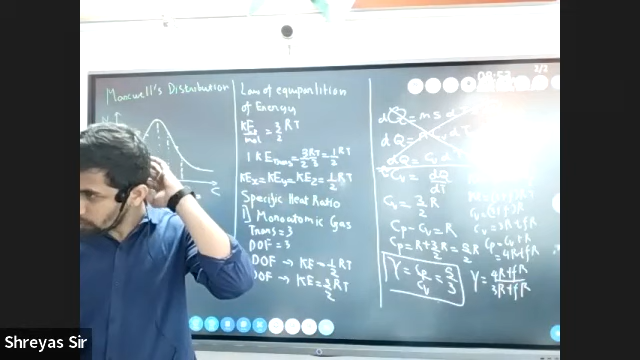 Maxwell's Distribution
N
C
Law of equipartition
of Energy
KE/mol = 3/2 RT
1 KE Trans = 3RT/2 3 = 1/2 RT
KEx = KEy = KEz = 1/2 RT
Specific Heat Ratio
1) Monoatomic Gas
Trans = 3
DOF = 3
DOF → KE = 1/2 RT
DOF → KE = 3/2 RT
dQ = ms dT
dQ =
dQ = Cv dT
Cv = dQ/dT
Cv = 3/2 R
Cp - Cv = R
Cp = R + 3R/2 = 5R/2
γ = Cp/Cv = 5/3
Cv = 3R + fR
Cp = Cv + R
= 4R + fR
γ = 4R+fR/3R+fR
2/2
Shreyas Sir